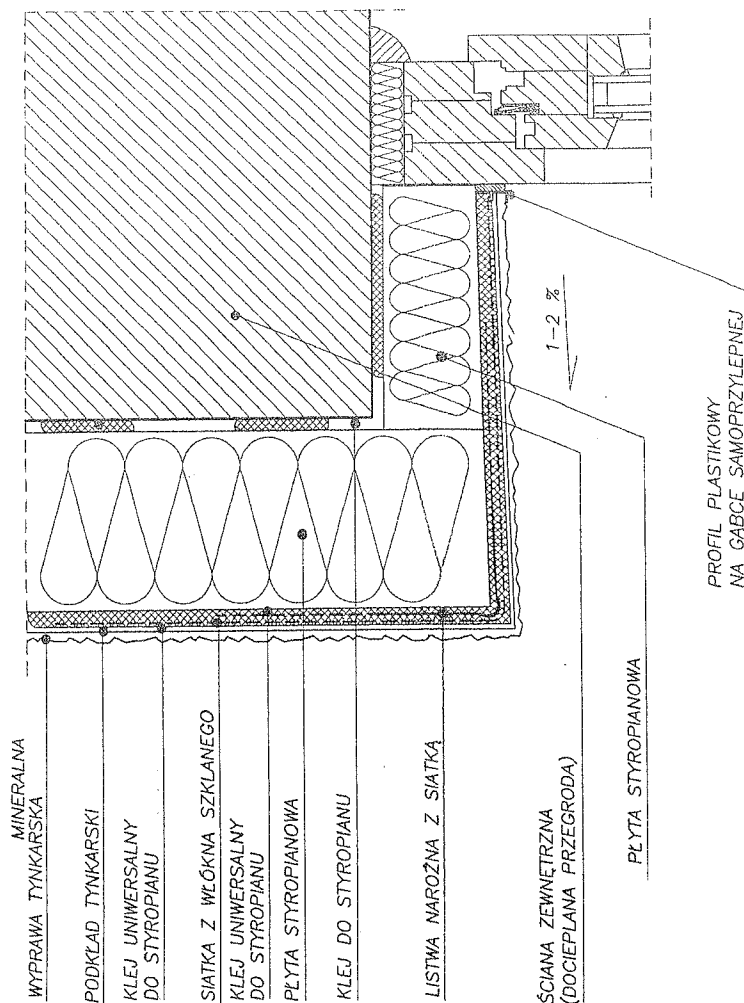 MINERALNA
WYPRAWA TYNKARSKA
PODKŁAD TYNKARSKI
KLEJ UNIWERSALNY
DO STYROPIANU
SIATKA Z WŁÓKNA SZKLANEGO
KLEJ UNIWERSALNY
DO STYROPIANU
PŁYTA STYROPIANOWA
KLEJ DO STYROPIANU
LISTWA NAROŻNA Z SIATKĄ
ŚCIANA ZEWNĘTRZNA
(DOCIEPLANA PRZEGRODA)
PŁYTA STYROPIANOWA
PROFIL PLASTIKOWY
NA GĄBCE SAMOPRZYLEPNEJ
1-2 %